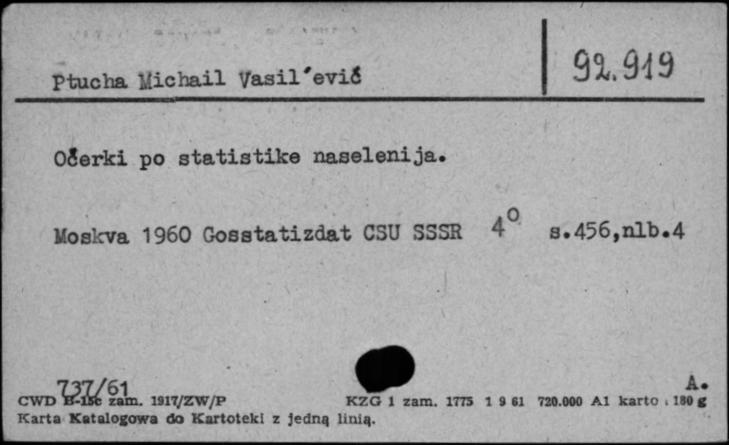 Ptucha Michail Vasil´evič
92.919
Očerki po statistike naselenija.
Moskva 1960 Gosstatizdat CSU SSSR 4° s.456,nlb.4
737/61
A.
CWD B-15c zam. 1917/ZW/P KZG 1 zam. 1775 1 9 61 720.000 A1 karto . 180 g
Karta Katalogowa do Kartoteki z jedną linią.